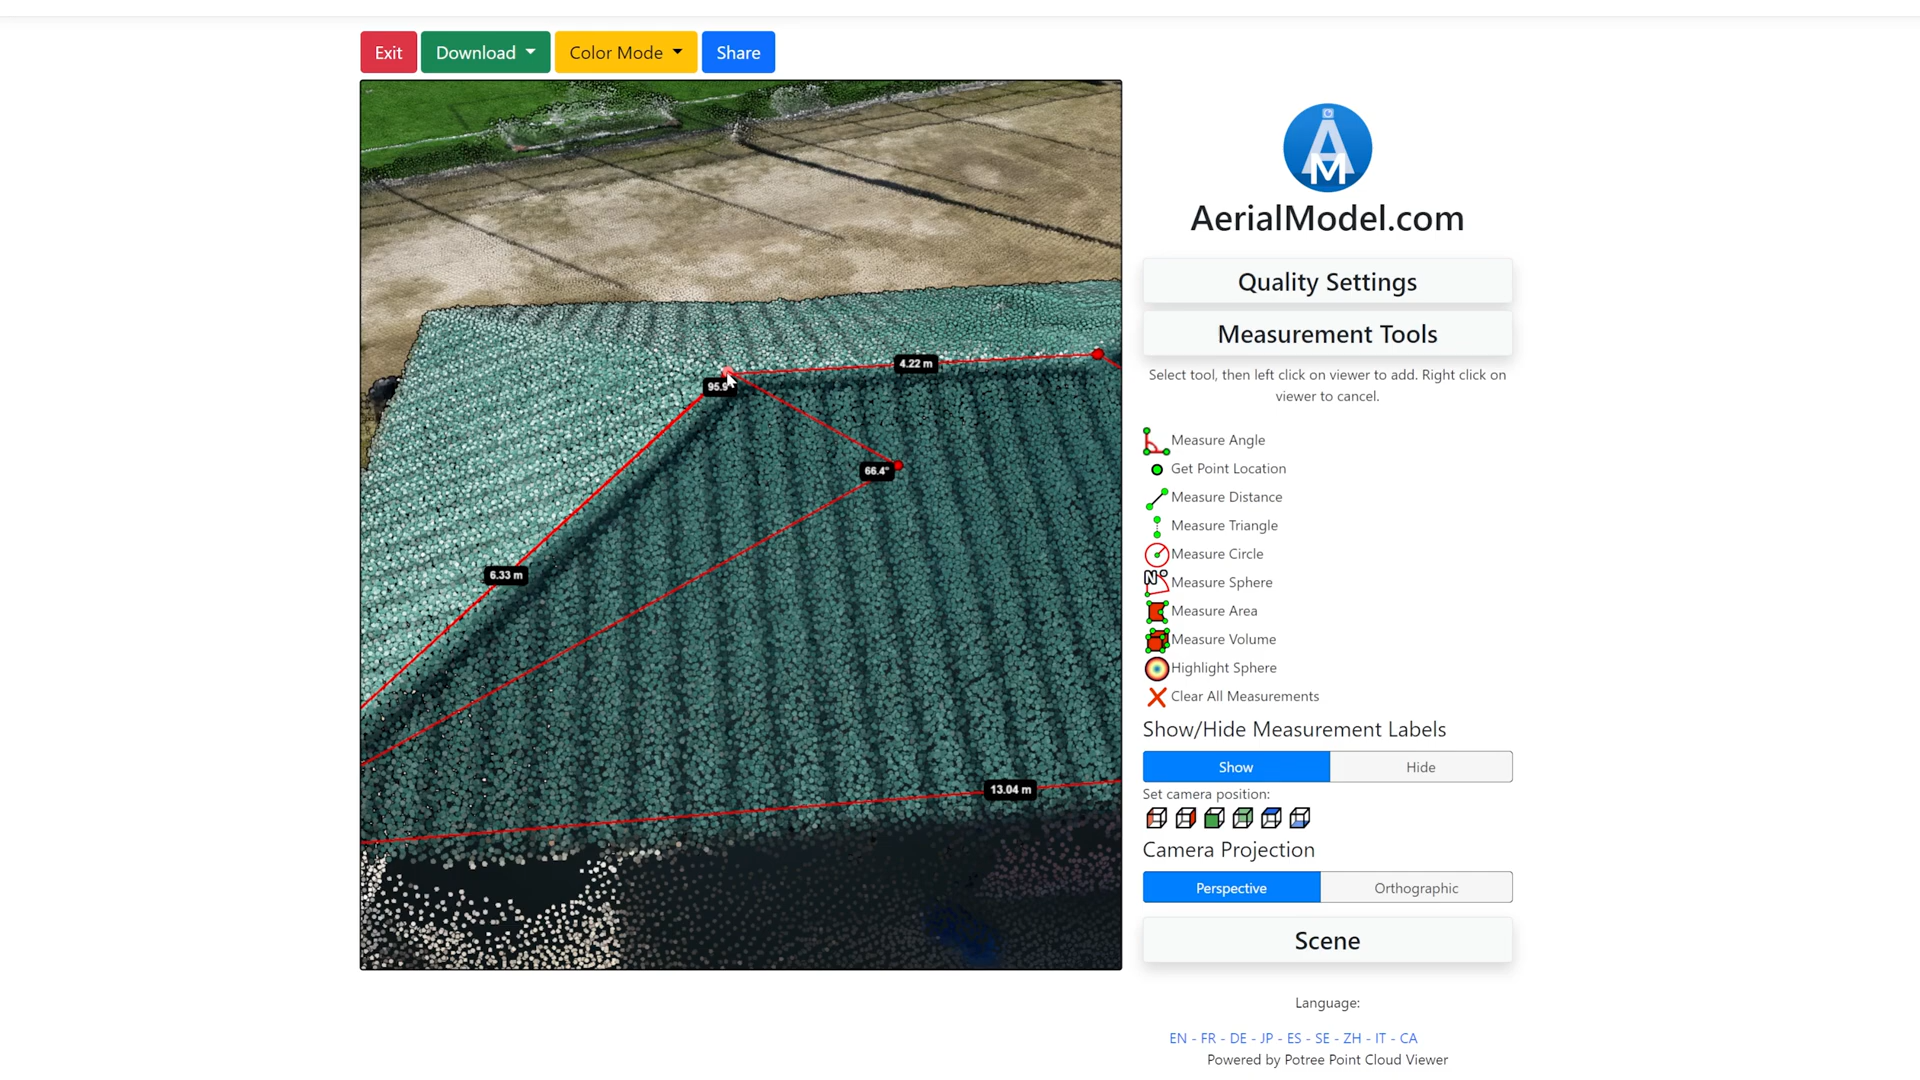 Exit
Download
Color Mode
Share
4.22 m
95.9°
66.4°
6.33 m
13.04 m
AM
AerialModel.com
Quality Settings
Measurement Tools
Select tool, then left click on viewer to add. Right click on
viewer to cancel.
Measure Angle
Get Point Location
Measure Distance
Measure Triangle
Measure Circle
N°
Measure Sphere
Measure Area
Measure Volume
Highlight Sphere
Clear All Measurements
Show/Hide Measurement Labels
Show
Hide
Set camera position:
Camera Projection
Perspective
Orthographic
Scene
Language:
EN - FR - DE - JP - ES - SE - ZH - IT - CA
Powered by Potree Point Cloud Viewer